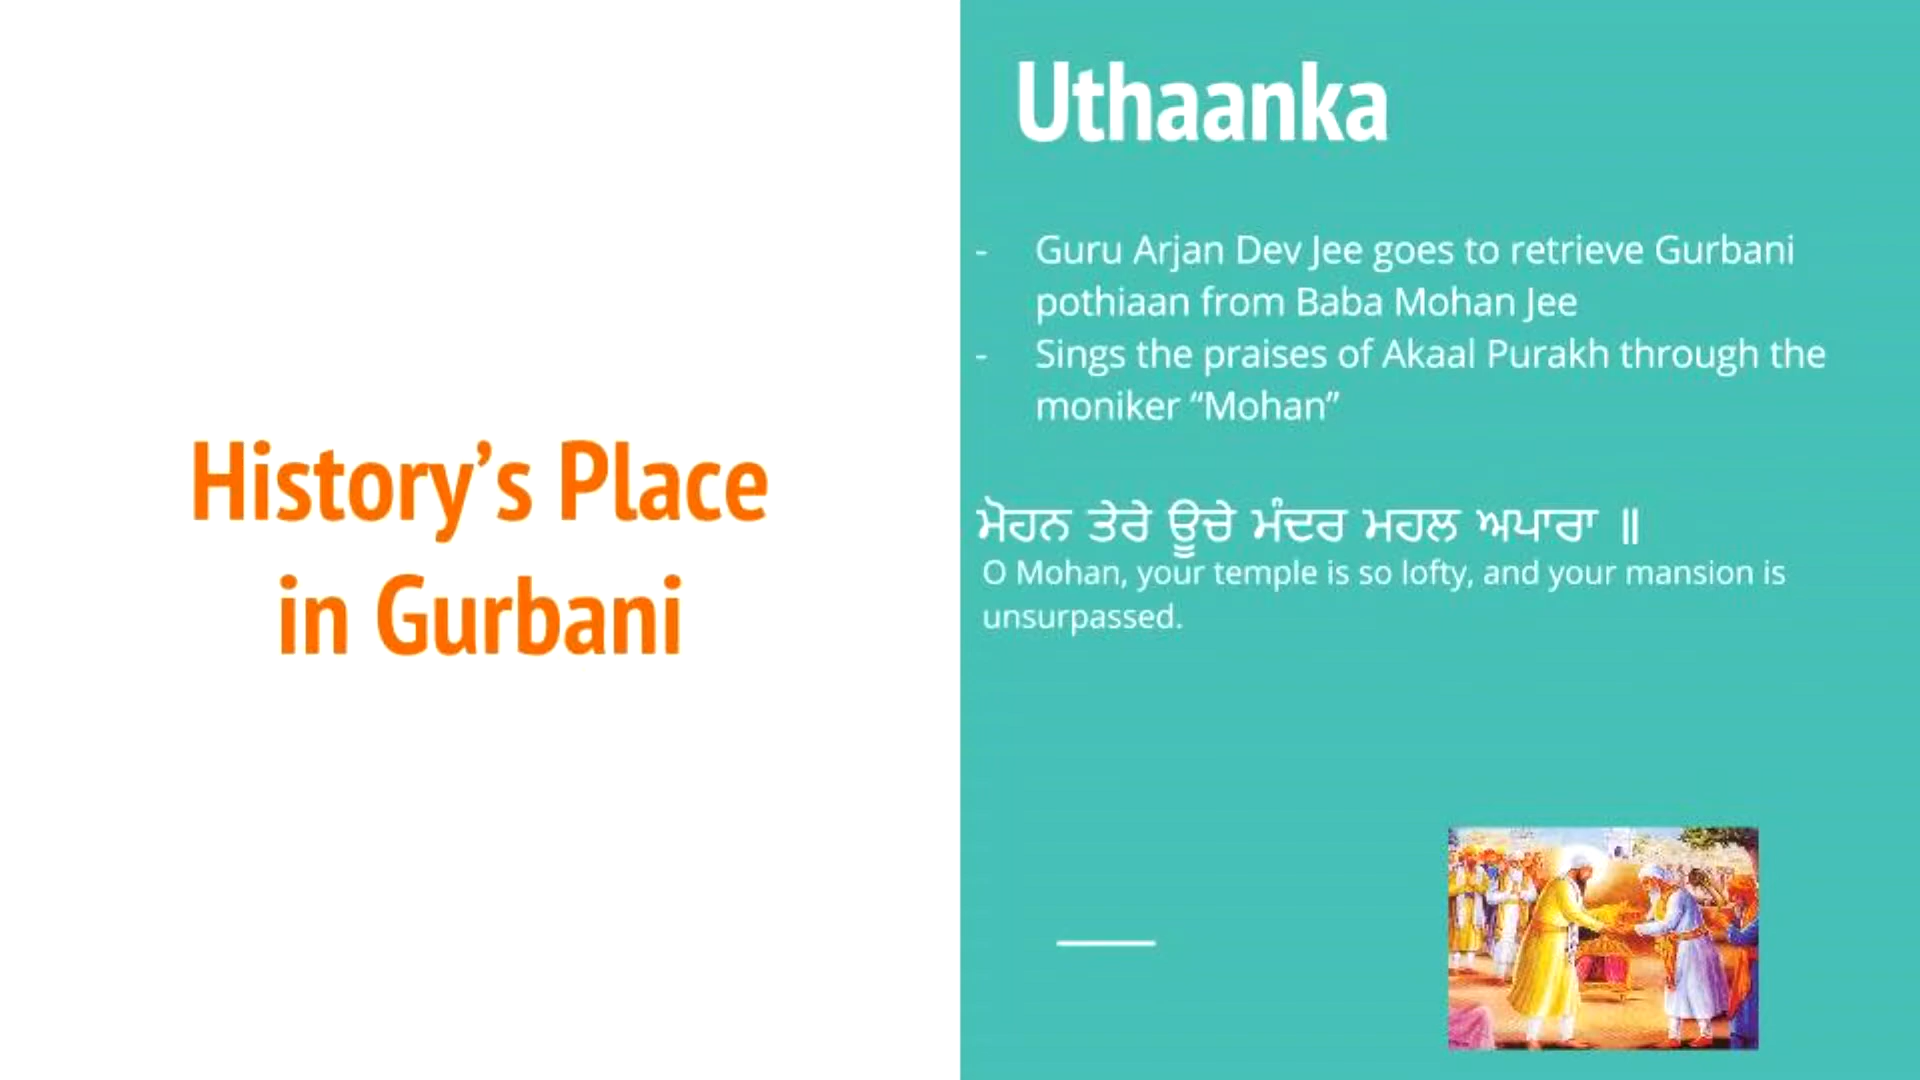 History's Place
in Gurbani
Uthaanka
- Guru Arjan Dev Jee goes to retrieve Gurbani
pothiaan from Baba Mohan Jee
- Sings the praises of Akaal Purakh through the
moniker “Mohan”
ਮੋਹਨ ਤੇਰੇ ਊਚੇ ਮੰਦਰ ਮਹਲ ਅਪਾਰਾ ॥
O Mohan, your temple is so lofty, and your mansion is
unsurpassed.